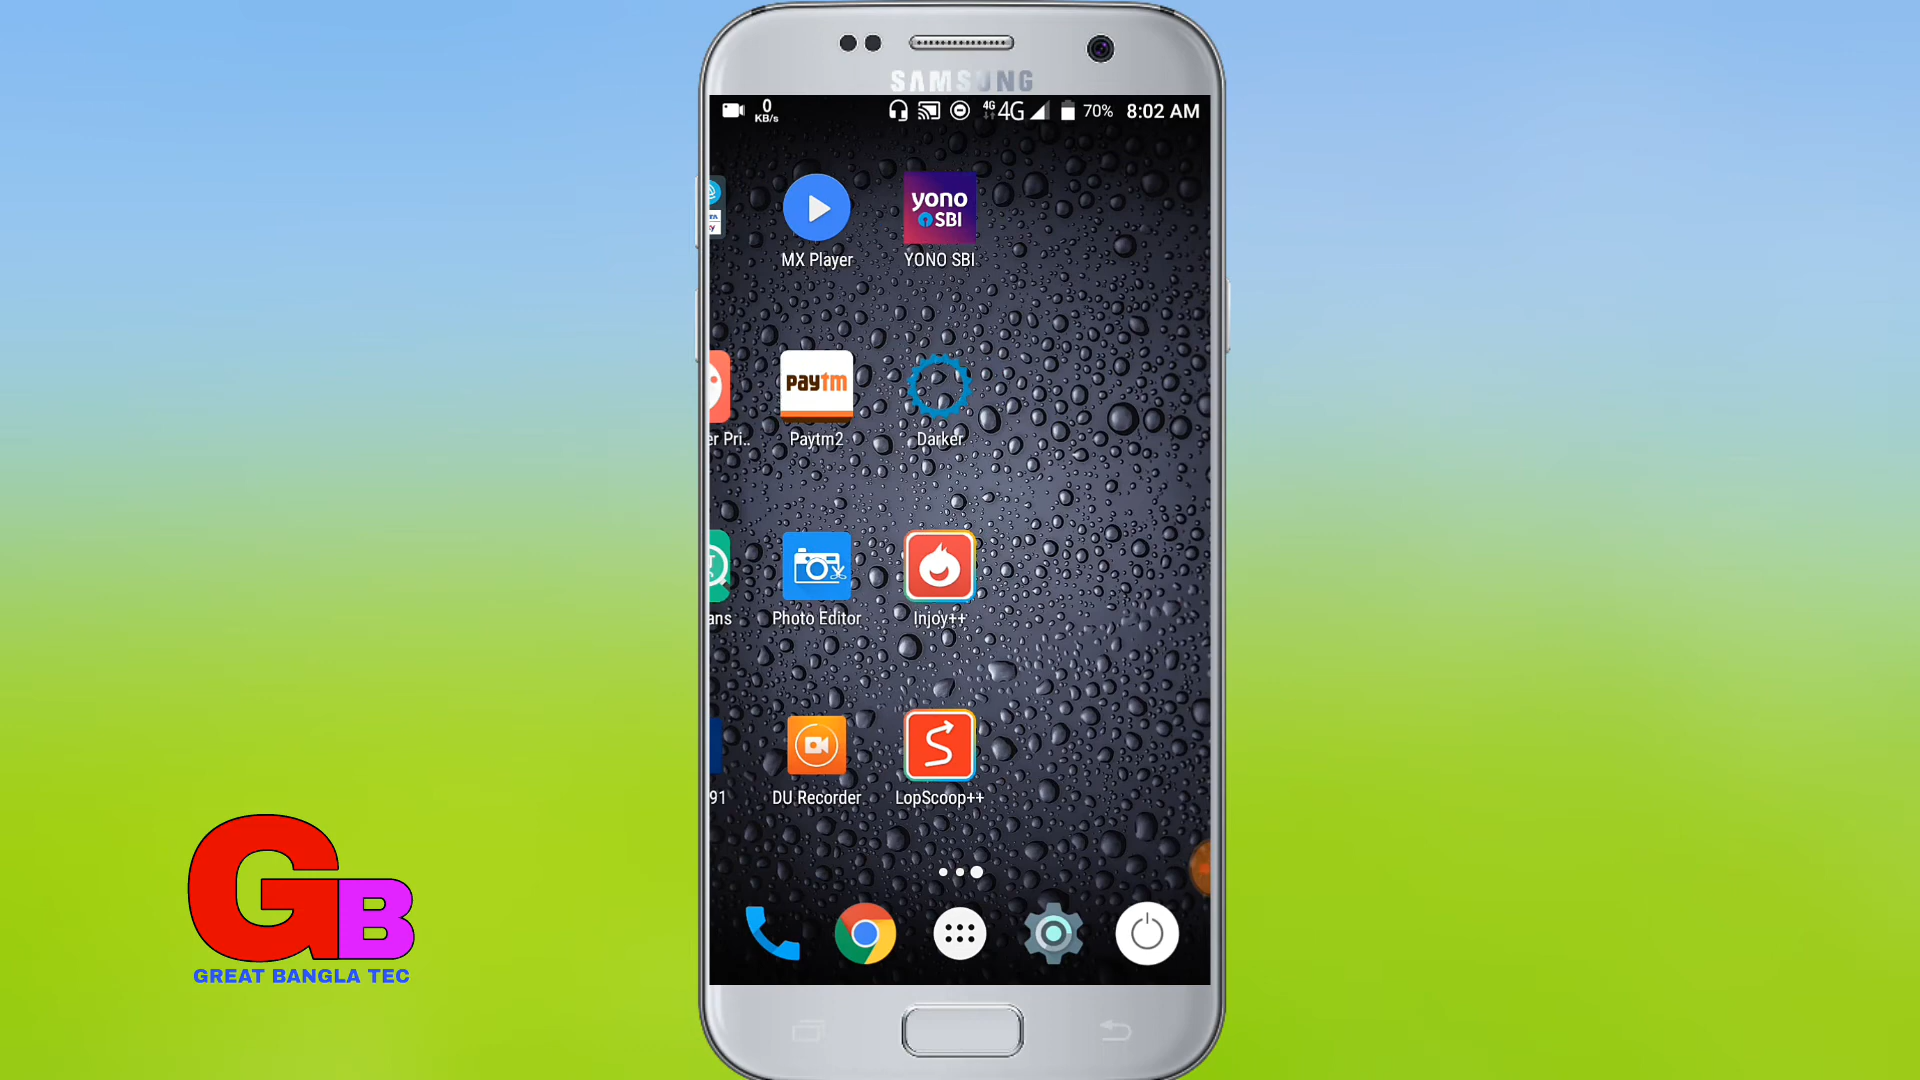 SAMSUNG
0 KB/s 4G 4G 70% 8:02 AM
yono
SBI
MX Player YONO SBI
paytm
er Pri.. Paytm2 Darker
ans Photo Editor Injoy++
91 DU Recorder LopScoop++
GB
GREAT BANGLA TEC